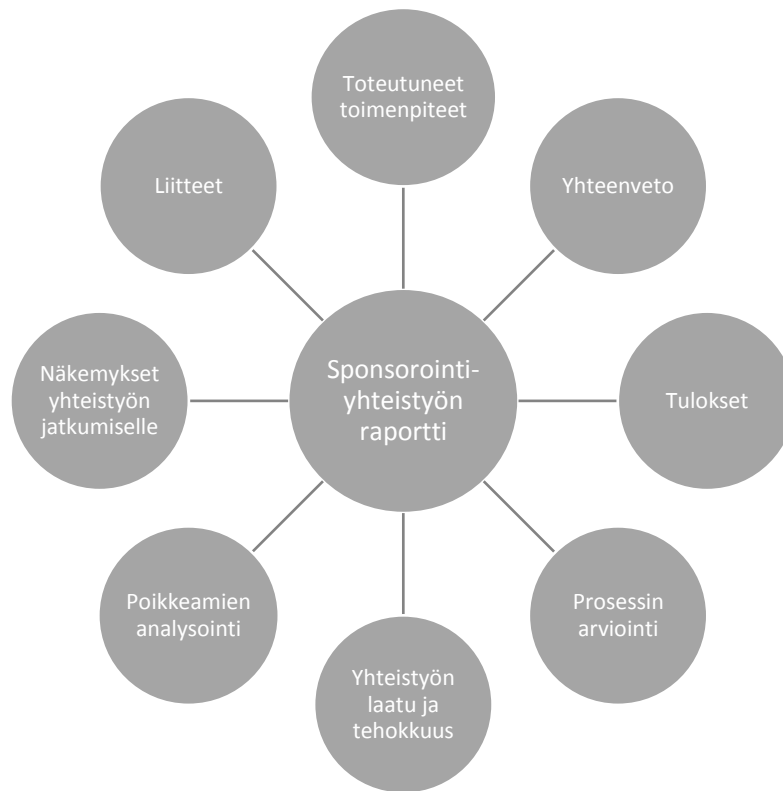 Toteutuneet
toimenpiteet
Yhteenveto
Tulokset
Prosessin
arviointi
Yhteistyön
laatu ja
tehokkuus
Poikkeamien
analysointi
Näkemykset
yhteistyön
jatkumiselle
Liitteet
Sponsorointi-
yhteistyön
raportti